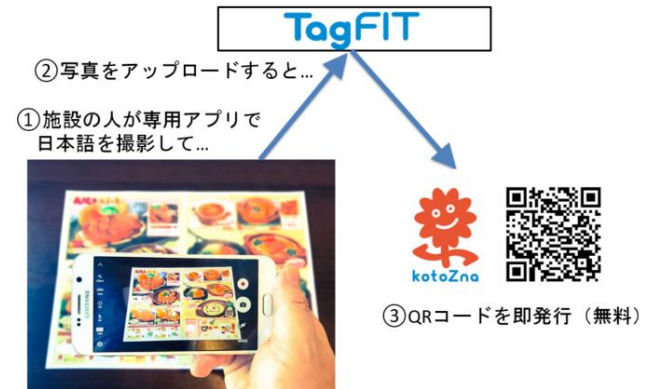 TagFIT
②写真をアップロードすると…
①施設の人が専用アプリで
日本語を撮影して…
SAMSUNG
kotoZna
③QRコードを即発行（無料）